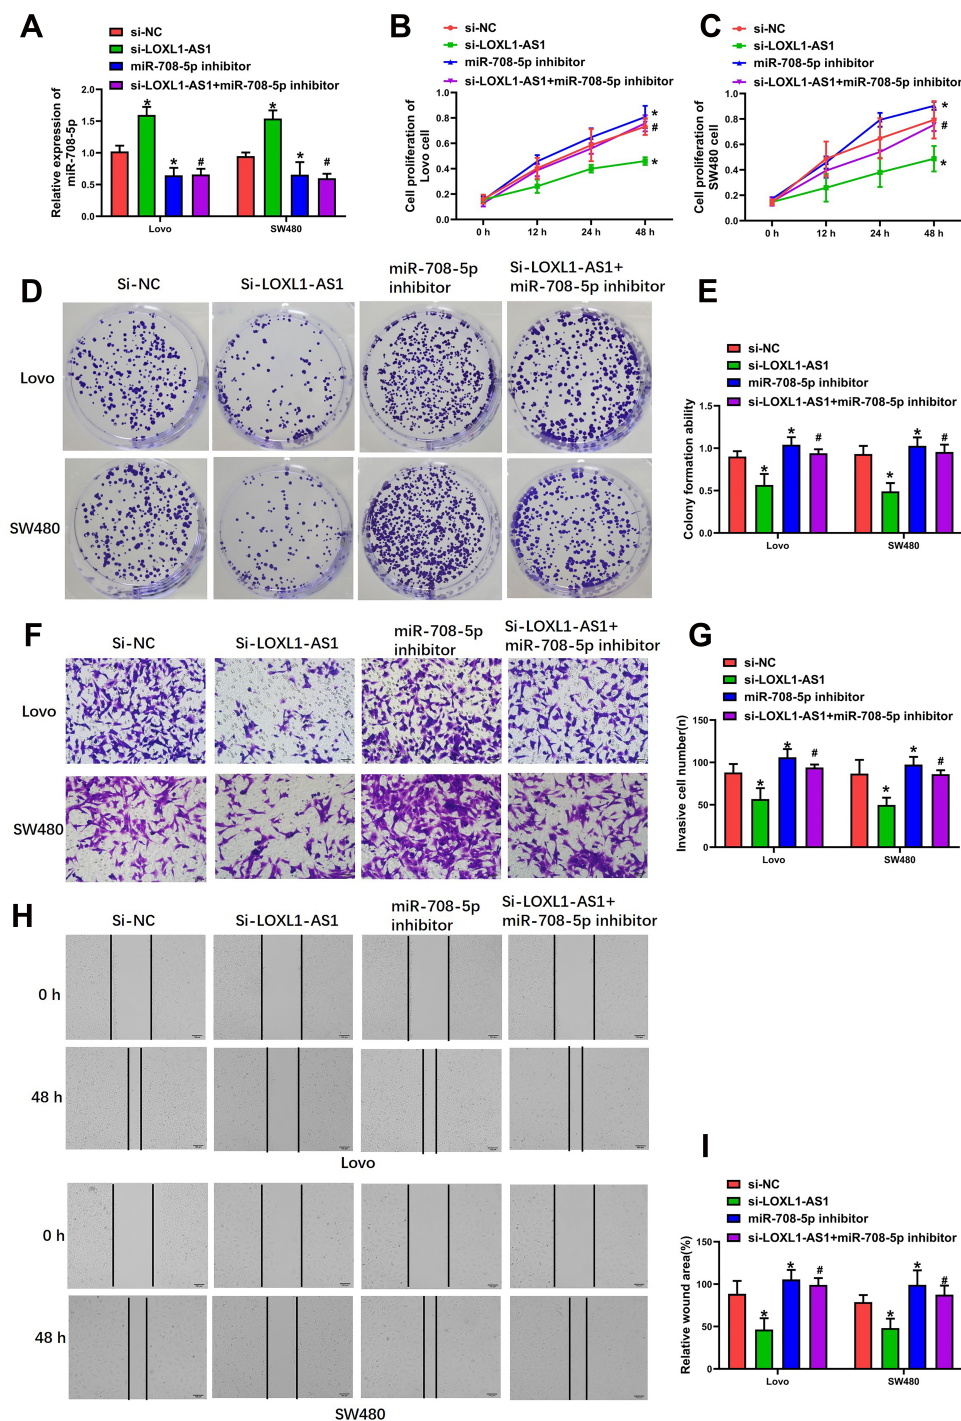 A
si-NC
si-LOXL1-AS1
miR-708-5p inhibitor
si-LOXL1-AS1+miR-708-5p inhibitor
Relative expression of
miR-708-5p
2.0
1.5
1.0
0.5
0.0
* * * #
* * * #
Lovo SW480
B
si-NC
si-LOXL1-AS1
miR-708-5p inhibitor
si-LOXL1-AS1+miR-708-5p inhibitor
Cell proliferation of
Lovo cell
1.0
0.8
0.6
0.4
0.2
0.0
*
#
*
0 h 12 h 24 h 48 h
C
si-NC
si-LOXL1-AS1
miR-708-5p inhibitor
si-LOXL1-AS1+miR-708-5p inhibitor
Cell proliferation of
SW480 cell
1.0
0.8
0.6
0.4
0.2
0.0
*
#
*
0 h 12 h 24 h 48 h
D
Si-NC
Si-LOXL1-AS1
miR-708-5p
inhibitor
Si-LOXL1-AS1+
miR-708-5p inhibitor
Lovo
SW480
E
si-NC
si-LOXL1-AS1
miR-708-5p inhibitor
si-LOXL1-AS1+miR-708-5p inhibitor
Colony formation ability
1.5
1.0
0.5
0.0
* * #
* * #
Lovo SW480
F
Si-NC
Si-LOXL1-AS1
miR-708-5p
inhibitor
Si-LOXL1-AS1+
miR-708-5p inhibitor
Lovo
SW480
G
si-NC
si-LOXL1-AS1
miR-708-5p inhibitor
si-LOXL1-AS1+miR-708-5p inhibitor
Invasive cell number(n)
150
100
50
0
* * #
* * #
Lovo SW480
H
Si-NC
Si-LOXL1-AS1
miR-708-5p
inhibitor
Si-LOXL1-AS1+
miR-708-5p inhibitor
0 h
48 h
Lovo
0 h
48 h
SW480
I
si-NC
si-LOXL1-AS1
miR-708-5p inhibitor
si-LOXL1-AS1+miR-708-5p inhibitor
Relative wound area(%)
150
100
50
0
* * #
* * #
Lovo SW480